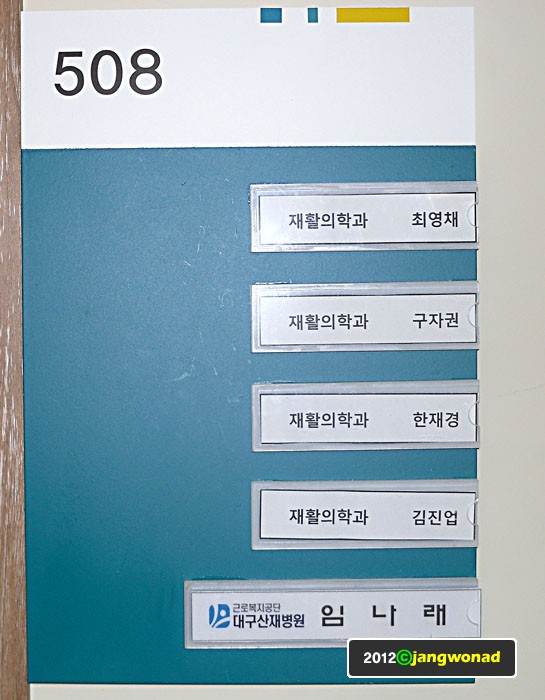 508
재활의학과 최영채
재활의학과 구자권
재활의학과 한재경
재활의학과 김진업
근로복지공단
대구산재병원 임나래
2012©jangwonad